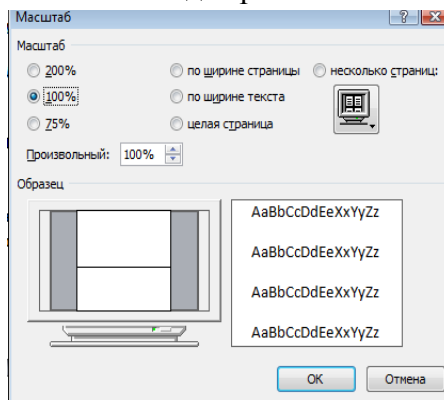 Масштаб
Масштаб
200% по ширине страницы несколько страниц:
100% по ширине текста
75% целая страница
Произвольный: 100%
Образец
AaBbCcDdEeXxYyZz
AaBbCcDdEeXxYyZz
AaBbCcDdEeXxYyZz
AaBbCcDdEeXxYyZz
ОК Отмена